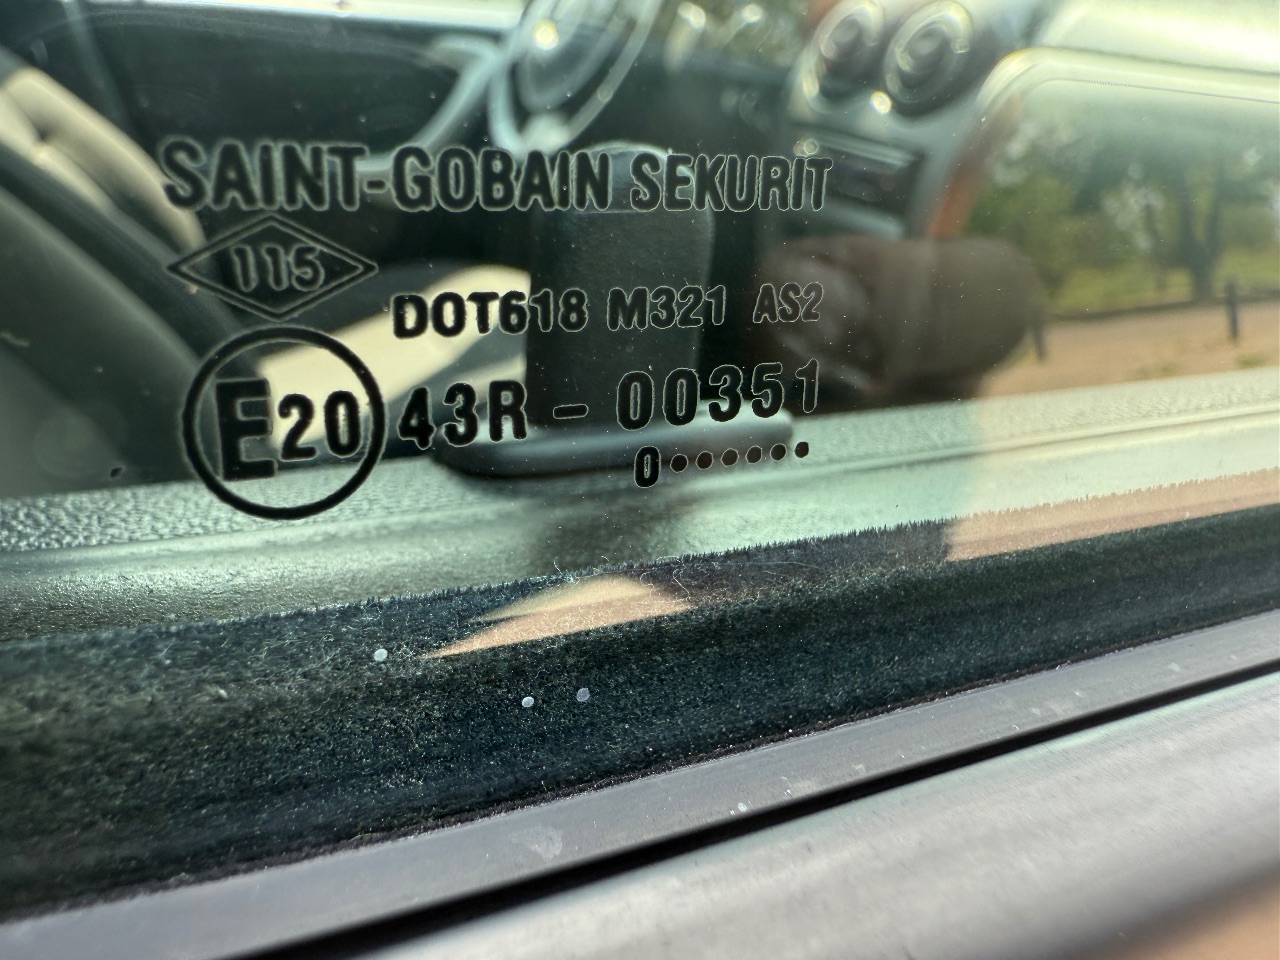 SAINT-GOBAIN SEKURIT
115
DOT618 M321 AS2
E20 43R - 00351
0••••••